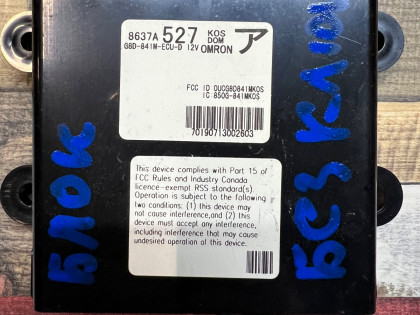 8637A 527 KOS
DOM
G8D-841M-ECU-D 12V OMRON ア
FCC ID OUCG8D841MKOS
IC 850G-841MKOS
70190713002603
This device complies with Part 15 of
FCC Rules and Industry Canada
licence-exempt RSS standard(s).
Operation is subject to the following
two conditions: (1) this device may
not cause interference,and (2) this
device must accept any interference,
including interference that may cause
undesired operation of this device.
БЛОК
БЕЗ КЛЮЧ